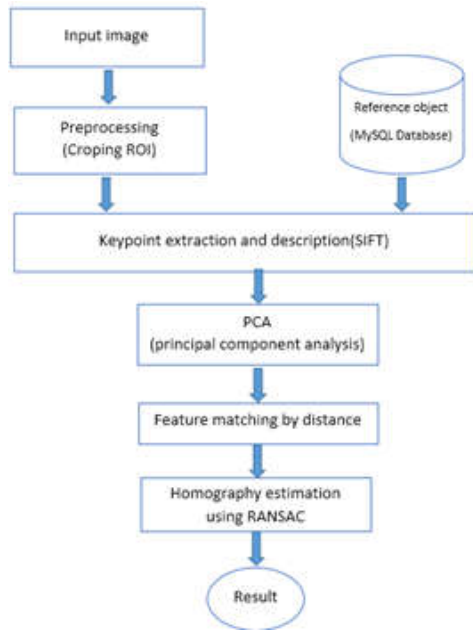 Input image
Preprocessing
(Croping ROI)
Reference object
(MySQL Database)
Keypoint extraction and description(SIFT)
PCA
(principal component analysis)
Feature matching by distance
Homography estimation
using RANSAC
Result